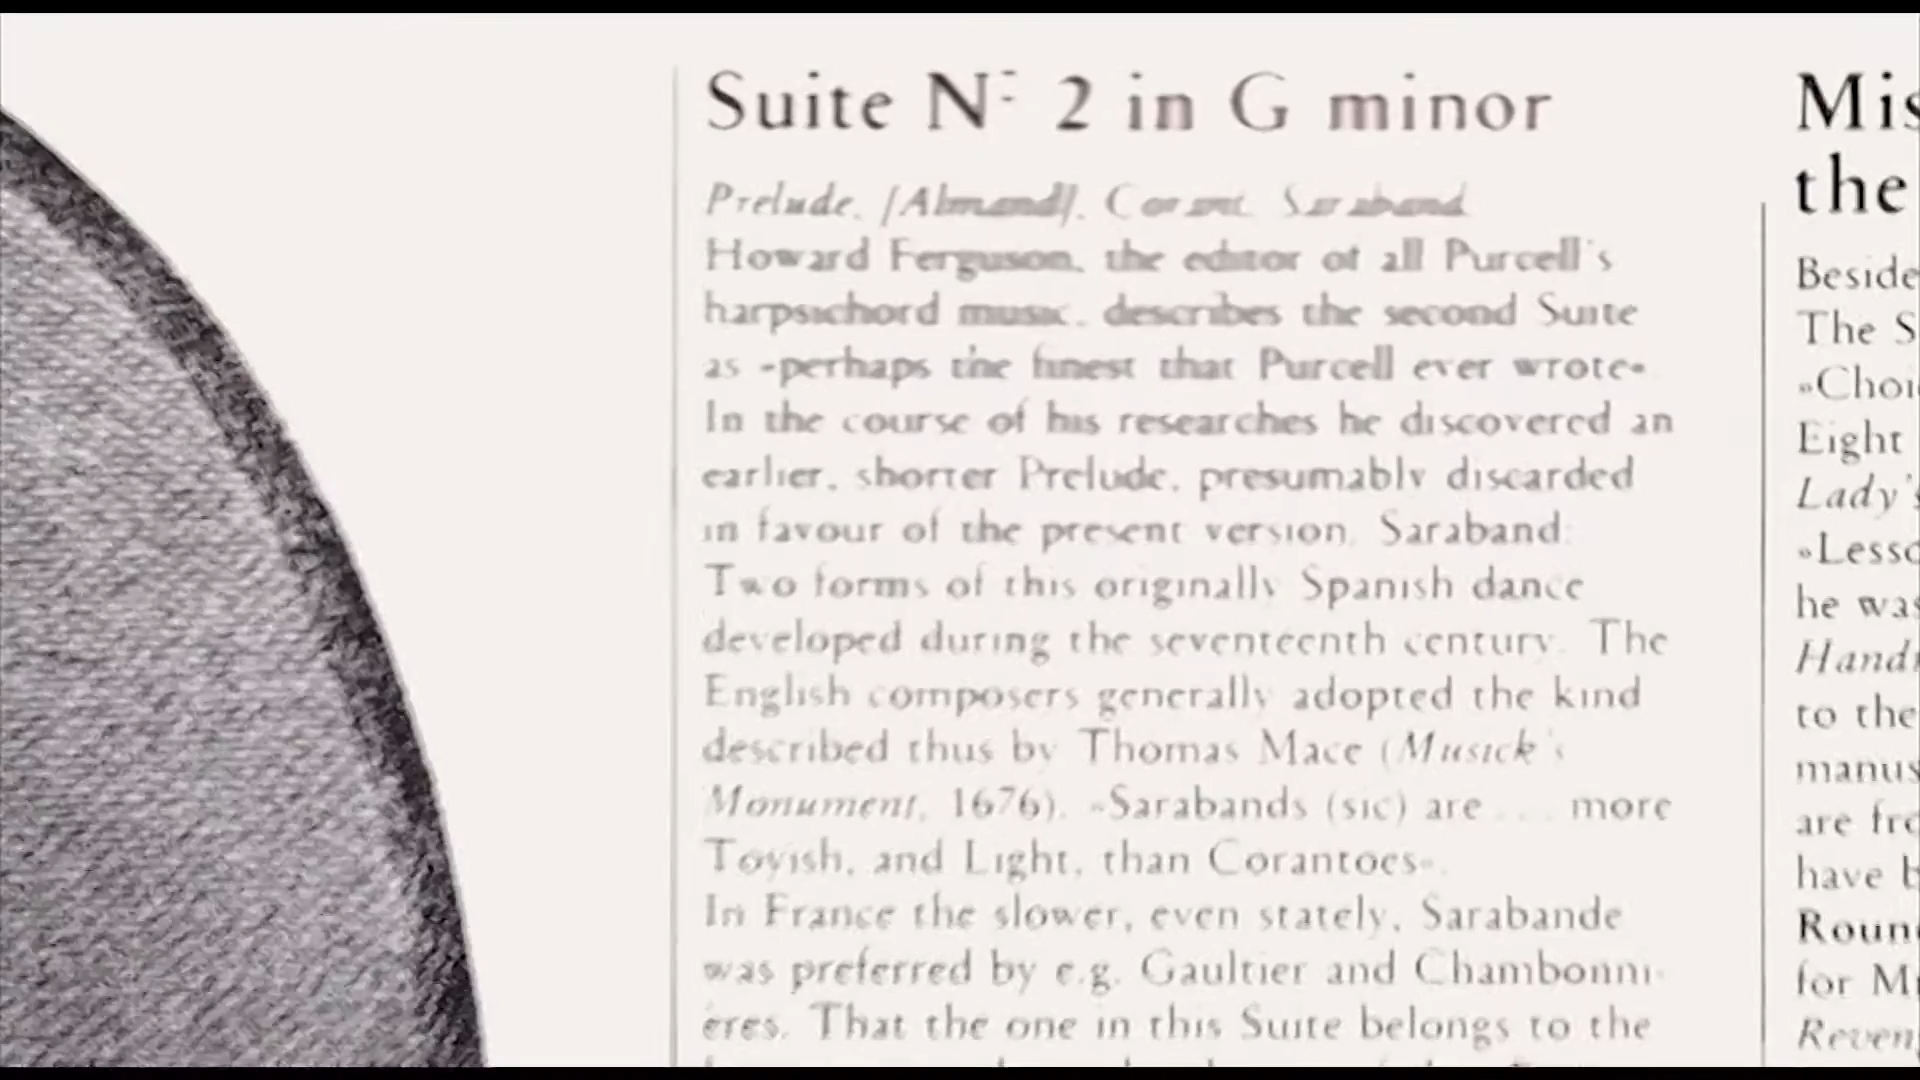 Suite Nº 2 in G minor
Prelude. [Almand]. Corant. Saraband
Howard Ferguson, the editor of all Purcell's
harpsichord music, describes the second Suite
as »perhaps the finest that Purcell ever wrote«
In the course of his researches he discovered an
earlier, shorter Prelude, presumably discarded
in favour of the present version. Saraband:
Two forms of this originally Spanish dance
developed during the seventeenth century. The
English composers generally adopted the kind
described thus by Thomas Mace (Musick's
Monument, 1676). »Sarabands (sic) are ... more
Toyish, and Light, than Corantoes«.
In France the slower, even stately, Sarabande
was preferred by e.g. Gaultier and Chambonni-
ères. That the one in this Suite belongs to the
Mis
the
Beside
The S
»Choi
Eight
Lady's
»Lesso
he was
Hand
to the
manus
are fro
have b
Roun
for M
Reven